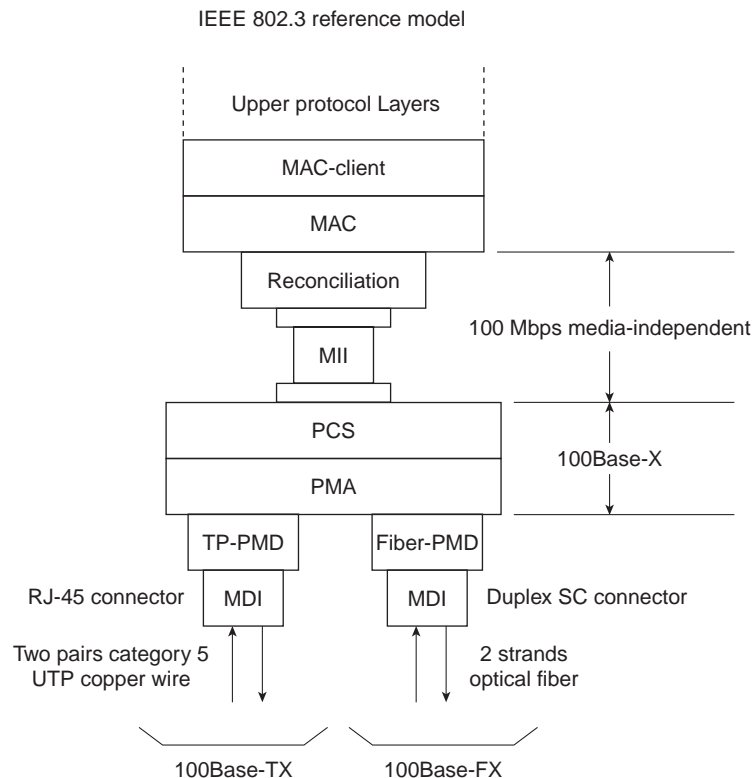 IEEE 802.3 reference model
Upper protocol Layers
MAC-client
MAC
Reconciliation
100 Mbps media-independent
MII
PCS
100Base-X
PMA
TP-PMD
Fiber-PMD
RJ-45 connector
MDI
MDI
Duplex SC connector
Two pairs category 5
UTP copper wire
2 strands
optical fiber
100Base-TX
100Base-FX